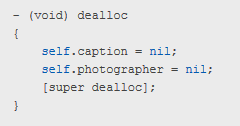 - (void) dealloc
{
    self.caption = nil;
    self.photographer = nil;
    [super dealloc];
}